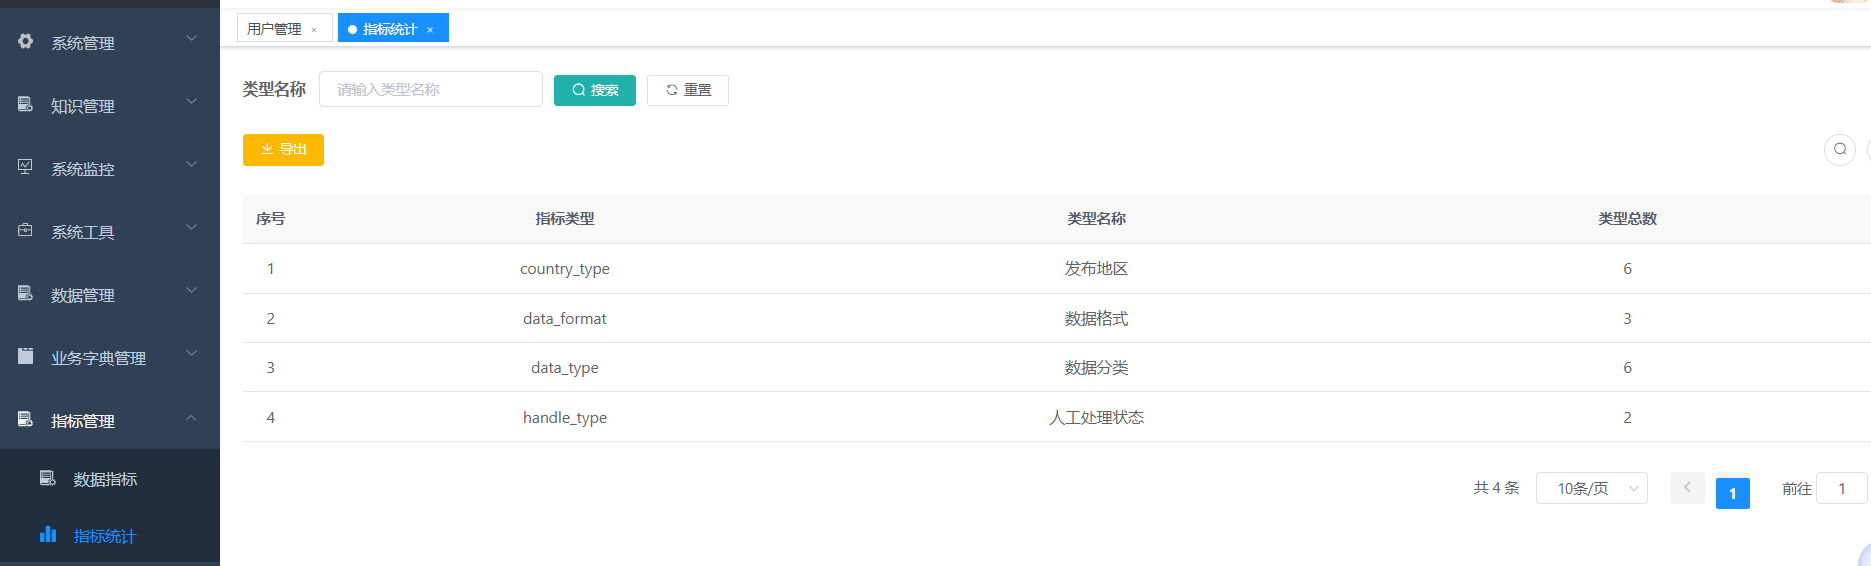 系统管理
知识管理
系统监控
系统工具
数据管理
业务字典管理
指标管理
数据指标
指标统计
用户管理 ×
指标统计 ×
类型名称 请输入类型名称 搜索 重置
导出
序号 指标类型 类型名称 类型总数
1 country_type 发布地区 6
2 data_format 数据格式 3
3 data_type 数据分类 6
4 handle_type 人工处理状态 2
共 4 条 10条/页 1 前往 1